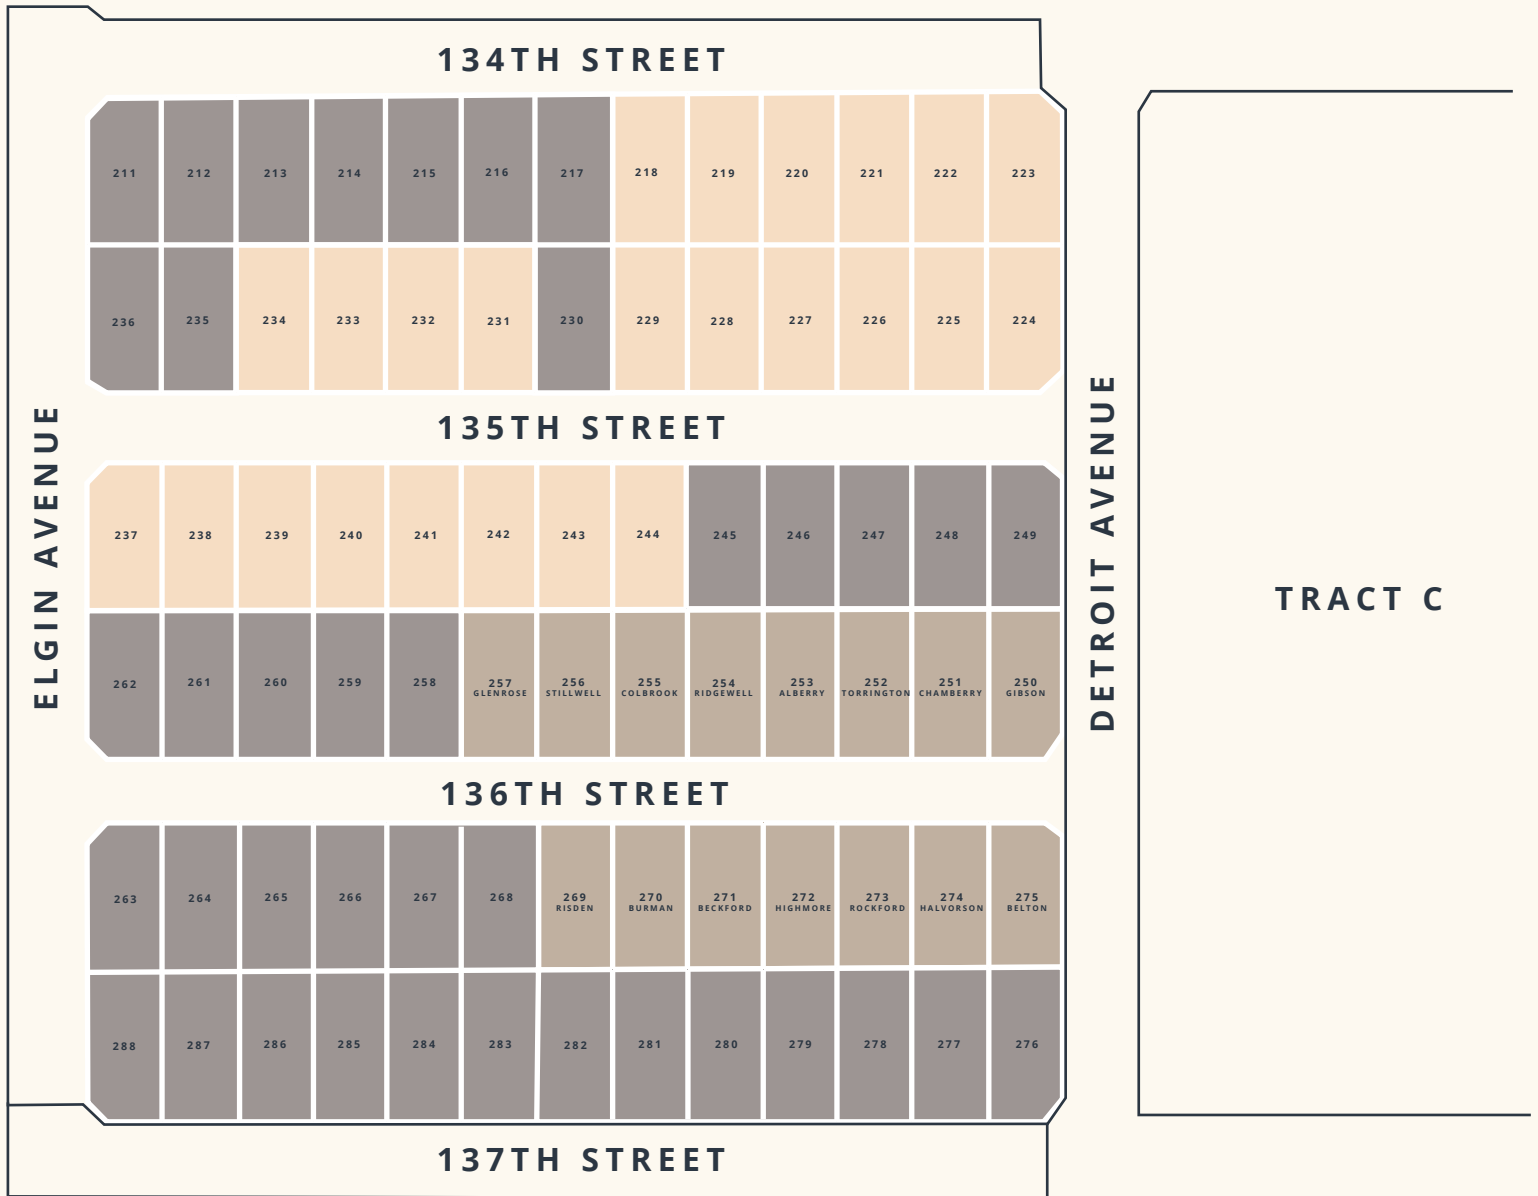 134TH STREET
211 212 213 214 215 216 217 218 219 220 221 222 223
236 235 234 233 232 231 230 229 228 227 226 225 224
135TH STREET
ELGIN AVENUE
DETROIT AVENUE
237 238 239 240 241 242 243 244 245 246 247 248 249
TRACT C
262 261 260 259 258 257 256 255 254 253 252 251 250
GLENROSE STILLWELL COLBROOK RIDGEWELL ALBERRY TORRINGTON CHAMBERRY GIBSON
136TH STREET
263 264 265 266 267 268 269 270 271 272 273 274 275
RISDEN BURMAN BECKFORD HIGHMORE ROCKFORD HALVORSON BELTON
288 287 286 285 284 283 282 281 280 279 278 277 276
137TH STREET